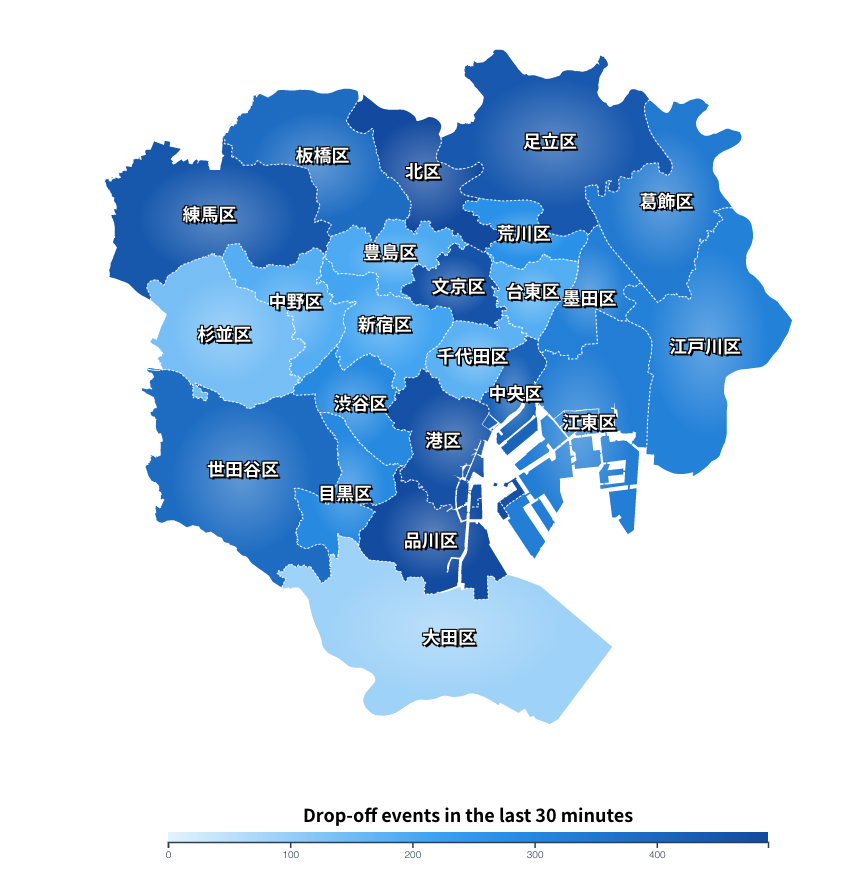 足立区
板橋区
北区
葛飾区
練馬区
荒川区
豊島区
文京区
台東区
墨田区
中野区
新宿区
杉並区
江戸川区
千代田区
中央区
渋谷区
江東区
港区
世田谷区
目黒区
品川区
大田区
Drop-off events in the last 30 minutes
0 100 200 300 400